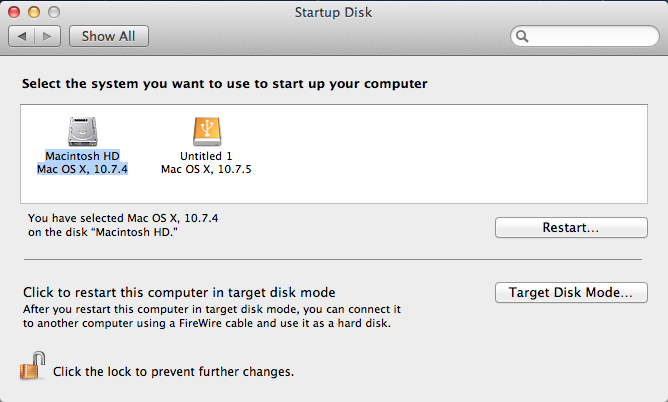 Startup Disk
Show All
Select the system you want to use to start up your computer
Macintosh HD
Mac OS X, 10.7.4
Untitled 1
Mac OS X, 10.7.5
You have selected Mac OS X, 10.7.4
on the disk “Macintosh HD.”
Restart...
Click to restart this computer in target disk mode
After you restart this computer in target disk mode, you can connect it
to another computer using a FireWire cable and use it as a hard disk.
Target Disk Mode...
Click the lock to prevent further changes.